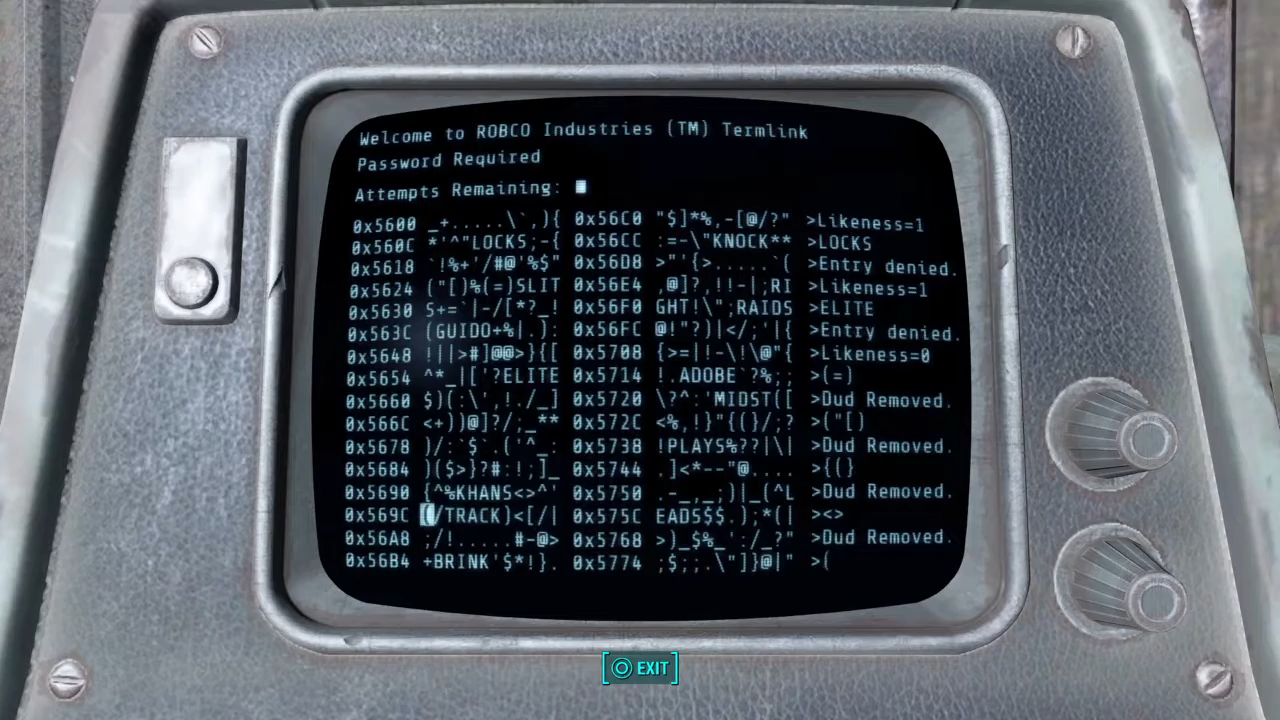 Welcome to ROBCO Industries (TM) Termlink
Password Required
Attempts Remaining: ■
0x5600 _+.....\`,){ 0x56C0 "$]*%,-[@/?" >Likeness=1
0x560C *'^"LOCKS;-{ 0x56CC :=-\"KNOCK** >LOCKS
0x5618 `!%+'/#@'%$" 0x56D8 >"'{>.....`( >Entry denied.
0x5624 ("[)%(=)SLIT 0x56E4 ,@]?,!!-|;RI >Likeness=1
0x5630 S+=`|-/[*?_! 0x56F0 GHT!\";RAIDS >ELITE
0x563C (GUIDO+%|.): 0x56FC @!"?)|</;'|{ >Entry denied.
0x5648 !||>#]@@>}{[ 0x5708 {>=|!-\!\@"{ >Likeness=0
0x5654 ^*_|['?ELITE 0x5714 !.ADOBE`?%;; >(=)
0x5660 $)(:\',!./_] 0x5720 \?^:'MIDST([ >Dud Removed.
0x566C <+))@]?/;_** 0x572C <%,!}"{(}/;? >("[)
0x5678 )/:`$`.('^_: 0x5738 !PLAYS%??|\| >Dud Removed.
0x5684 )($>}?#:!;]_ 0x5744 .]<*--"@.... >{(}
0x5690 {^%KHANS<>^' 0x5750 .-_,_;)|_(^L >Dud Removed.
0x569C (/TRACK)<[/| 0x575C EADS$$.);*(| ><>
0x56A8 ;/!.....#-@> 0x5768 >)_$%_':/_?" >Dud Removed.
0x56B4 +BRINK'$*!}. 0x5774 ;$;;.\"]}@|" >(
EXIT